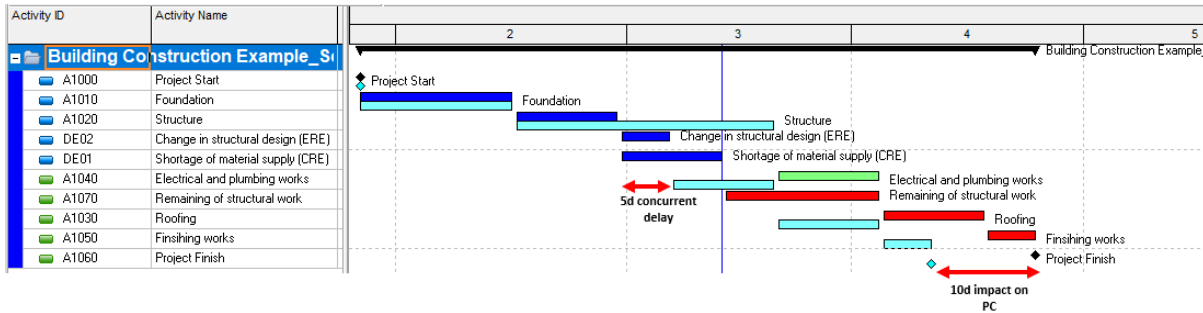 Activity ID Activity Name
2 3 4 5
Building Construction Example_Se
Building Construction Example_
A1000 Project Start
Project Start
A1010 Foundation
Foundation
A1020 Structure
Structure
DE02 Change in structural design (ERE)
Change in structural design (ERE)
DE01 Shortage of material supply (CRE)
Shortage of material supply (CRE)
A1040 Electrical and plumbing works
Electrical and plumbing works
A1070 Remaining of structural work
Remaining of structural work
5d concurrent
delay
A1030 Roofing
Roofing
A1050 Finsihing works
Finsihing works
A1060 Project Finish
Project Finish
10d impact on
PC